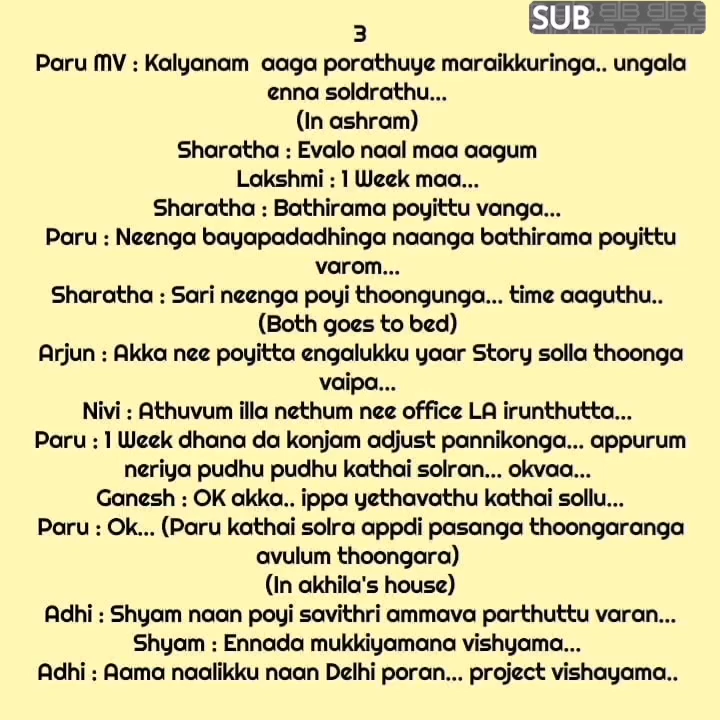 SUB
3
Paru MV : Kalyanam aaga porathuye maraikkuringa.. ungala
enna soldrathu...
(In ashram)
Sharatha : Evalo naal maa aagum
Lakshmi : 1 Week maa...
Sharatha : Bathirama poyittu vanga...
Paru : Neenga bayapadadhinga naanga bathirama poyittu
varom...
Sharatha : Sari neenga poyi thoongunga... time aaguthu..
(Both goes to bed)
Arjun : Akka nee poyitta engalukku yaar Story solla thoonga
vaipa...
Nivi : Athuvum illa nethum nee office LA irunthutta...
Paru : 1 Week dhana da konjam adjust pannikonga... appurum
neriya pudhu pudhu kathai solran... okvaa...
Ganesh : OK akka.. ippa yethavathu kathai sollu...
Paru : Ok... (Paru kathai solra appdi pasanga thoongaranga
avulum thoongara)
(In akhila's house)
Adhi : Shyam naan poyi savithri ammava parthuttu varan...
Shyam : Ennada mukkiyamana vishyama...
Adhi : Aama naalikku naan Delhi poran... project vishayama..